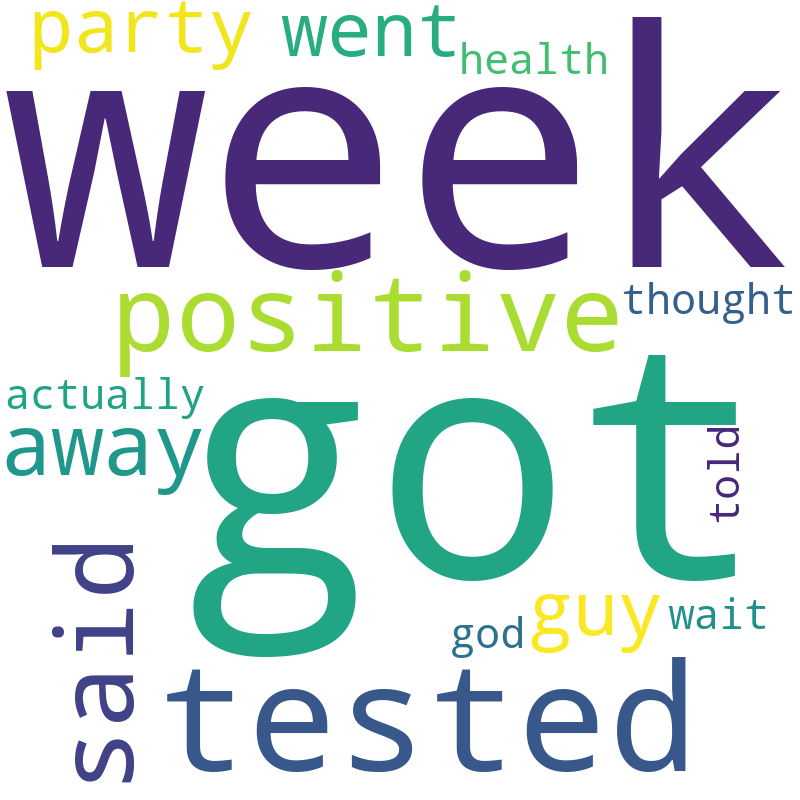 party went
health
week
positive
thought
actually
away
got
told
said
guy
wait
god
tested